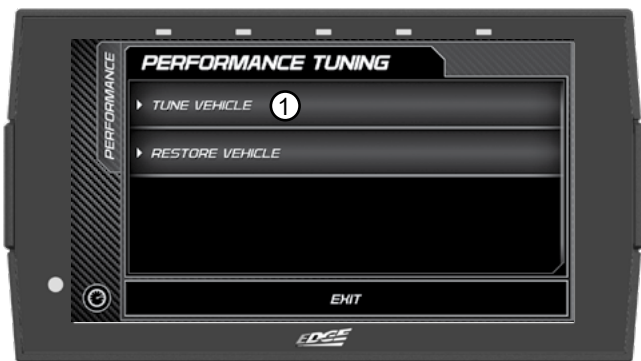 PERFORMANCE
PERFORMANCE TUNING
TUNE VEHICLE 1
RESTORE VEHICLE
EXIT
EDGE